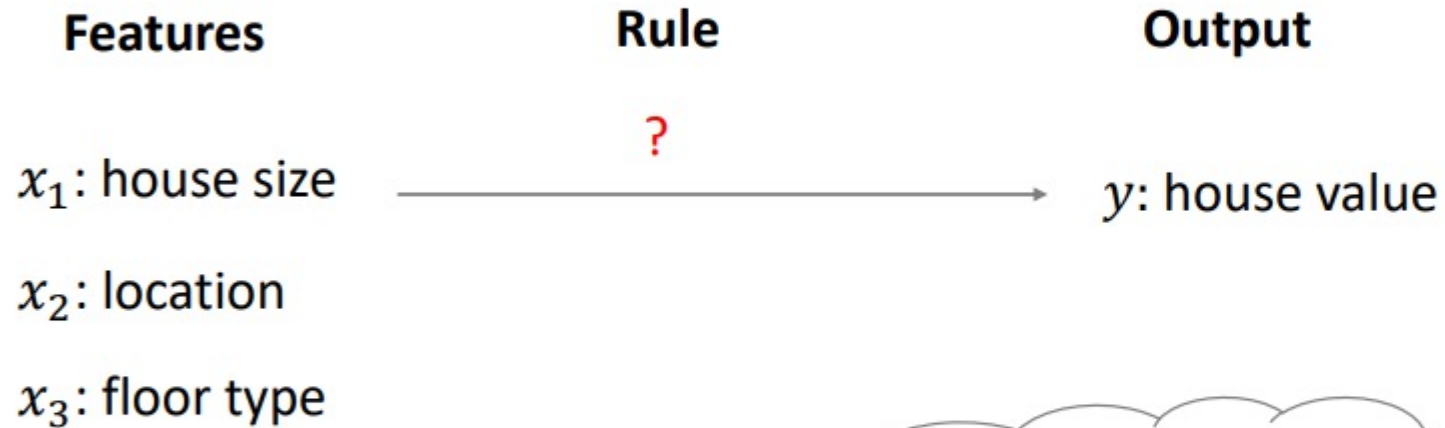 Features Rule Output
?
x₁: house size y: house value
x₂: location
x₃: floor type